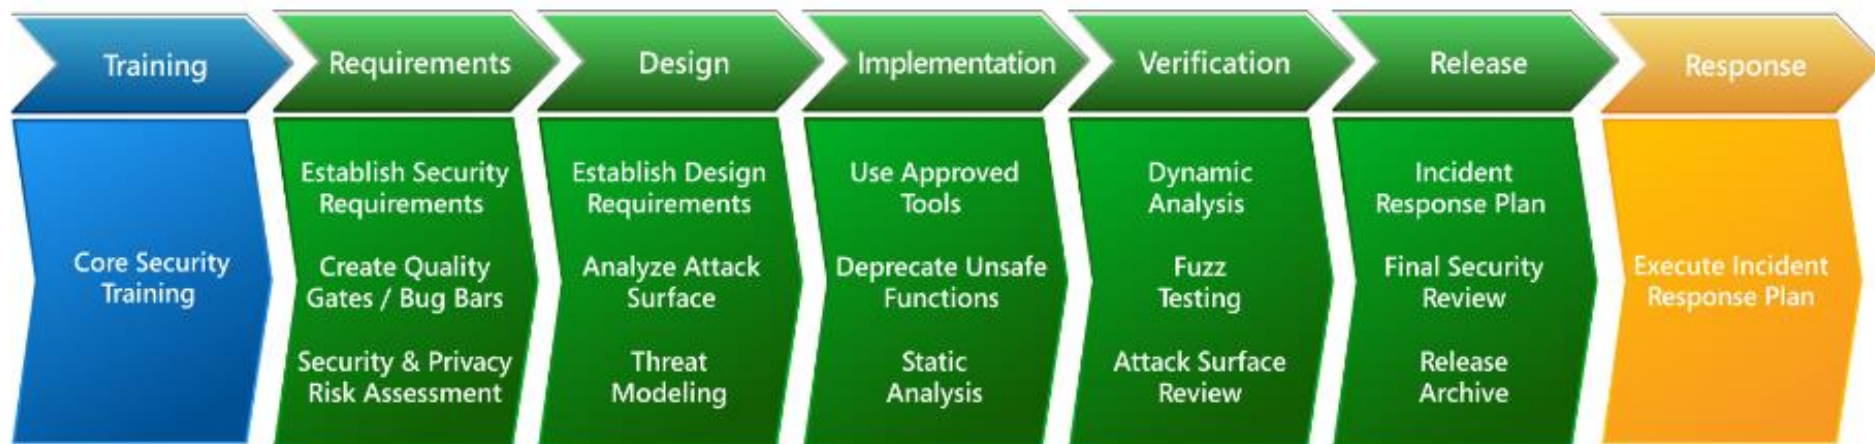 Training
Core Security
Training
Requirements
Establish Security
Requirements
Create Quality
Gates / Bug Bars
Security & Privacy
Risk Assessment
Design
Establish Design
Requirements
Analyze Attack
Surface
Threat
Modeling
Implementation
Use Approved
Tools
Deprecate Unsafe
Functions
Static
Analysis
Verification
Dynamic
Analysis
Fuzz
Testing
Attack Surface
Review
Release
Incident
Response Plan
Final Security
Review
Release
Archive
Response
Execute Incident
Response Plan